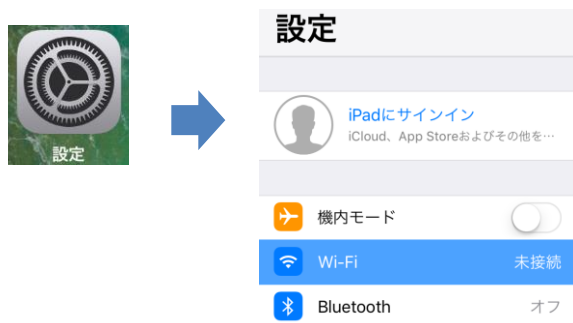 設定
設定
iPadにサインイン
iCloud、App Storeおよびその他を…
機内モード
Wi-Fi 未接続
Bluetooth オフ